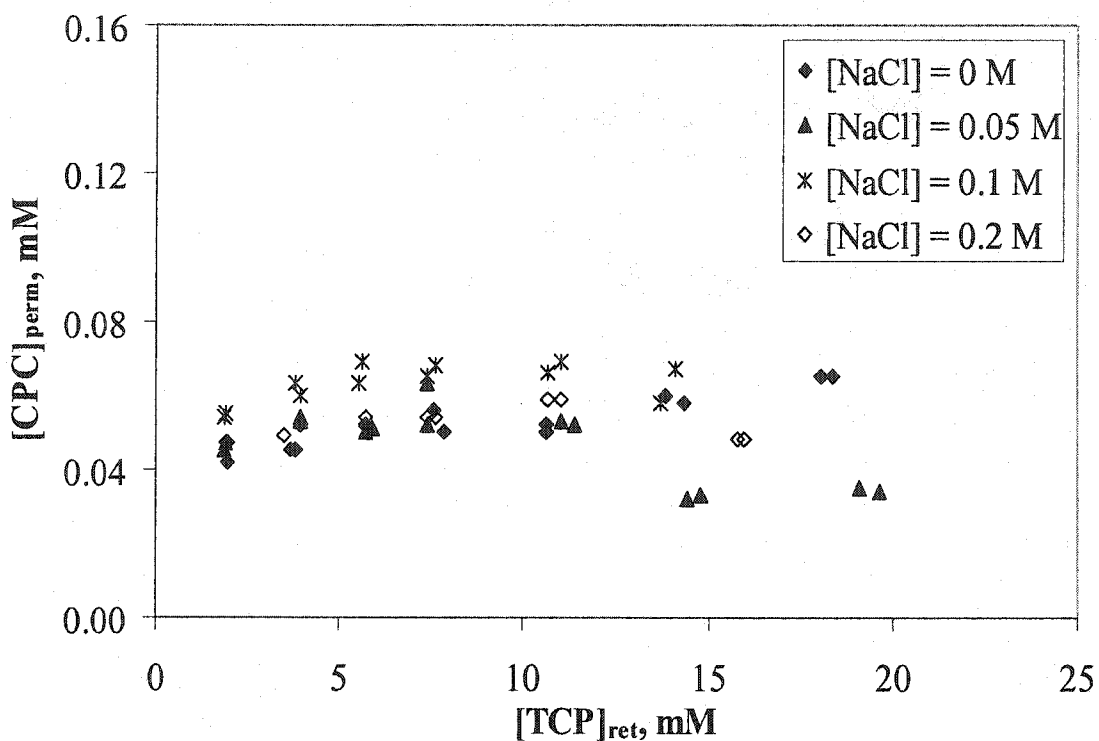 0.16
0.12
0.08
0.04
0.00
[CPC]perm, mM
[NaCl] = 0 M
[NaCl] = 0.05 M
[NaCl] = 0.1 M
[NaCl] = 0.2 M
0 5 10 15 20 25
[TCP]ret, mM